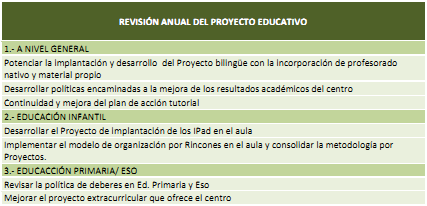 REVISIÓN ANUAL DEL PROYECTO EDUCATIVO
1.- A NIVEL GENERAL
Potenciar la implantación y desarrollo del Proyecto bilingüe con la incorporación de profesorado
nativo y material propio
Desarrollar políticas encaminadas a la mejora de los resultados académicos del centro
Continuidad y mejora del plan de acción tutorial
2.- EDUCACIÓN INFANTIL
Desarrollar el Proyecto de Implantación de los IPad en el aula
Implementar el modelo de organización por Rincones en el aula y consolidar la metodología por
Proyectos.
3.- EDUCACCIÓN PRIMARIA/ ESO
Revisar la política de deberes en Ed. Primaria y Eso
Mejorar el proyecto extracurricular que ofrece el centro